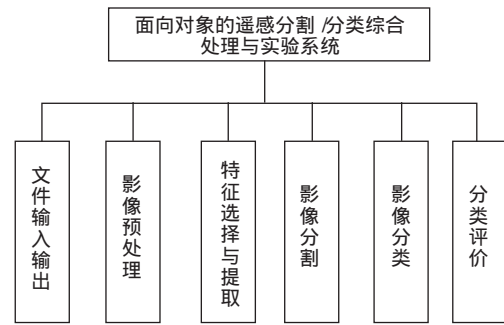 面向对象的遥感分割 /分类综合
处理与实验系统
文件输入输出
影像预处理
特征选择与提取
影像分割
影像分类
分类评价